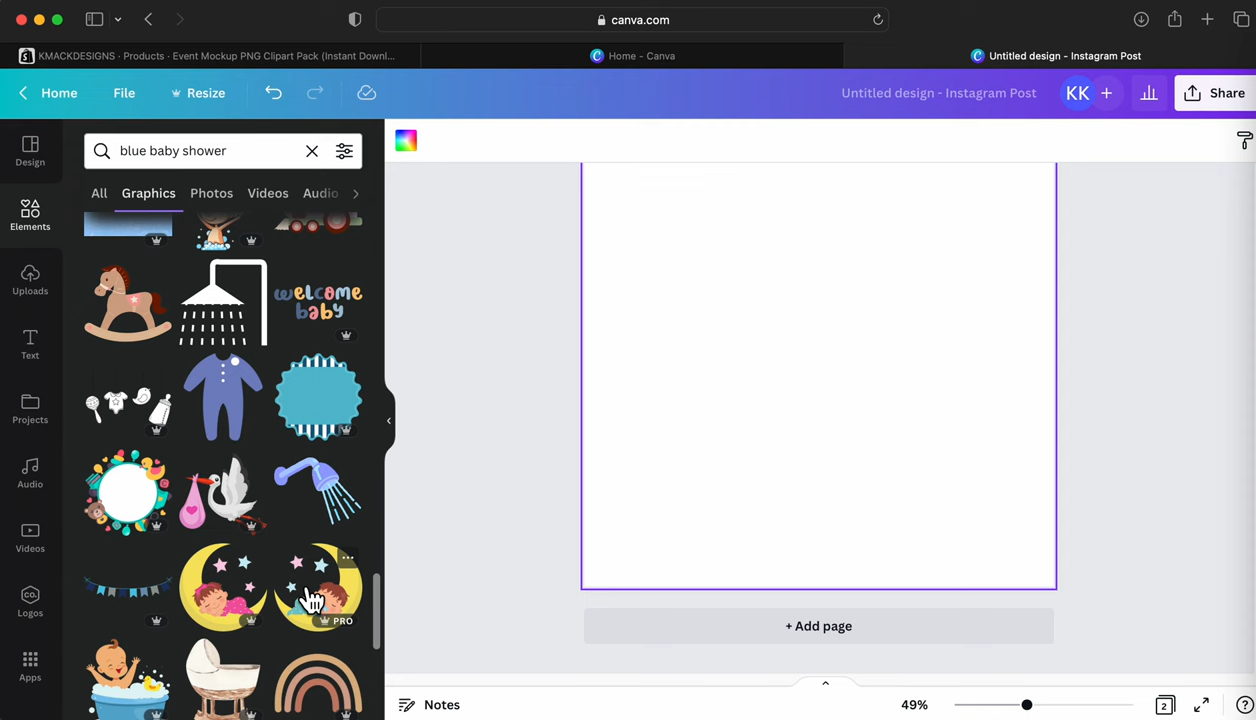 canva.com
KMACKDESIGNS · Products · Event Mockup PNG Clipart Pack (Instant Downl...
Home - Canva
Untitled design - Instagram Post
Home
File
Resize
Untitled design - Instagram Post
KK
+
Share
Design
blue baby shower
All
Graphics
Photos
Videos
Audio
Elements
Uploads
welcome
baby
Text
Projects
Audio
Videos
PRO
CO.
Logos
+ Add page
Apps
Notes
49%
2
?